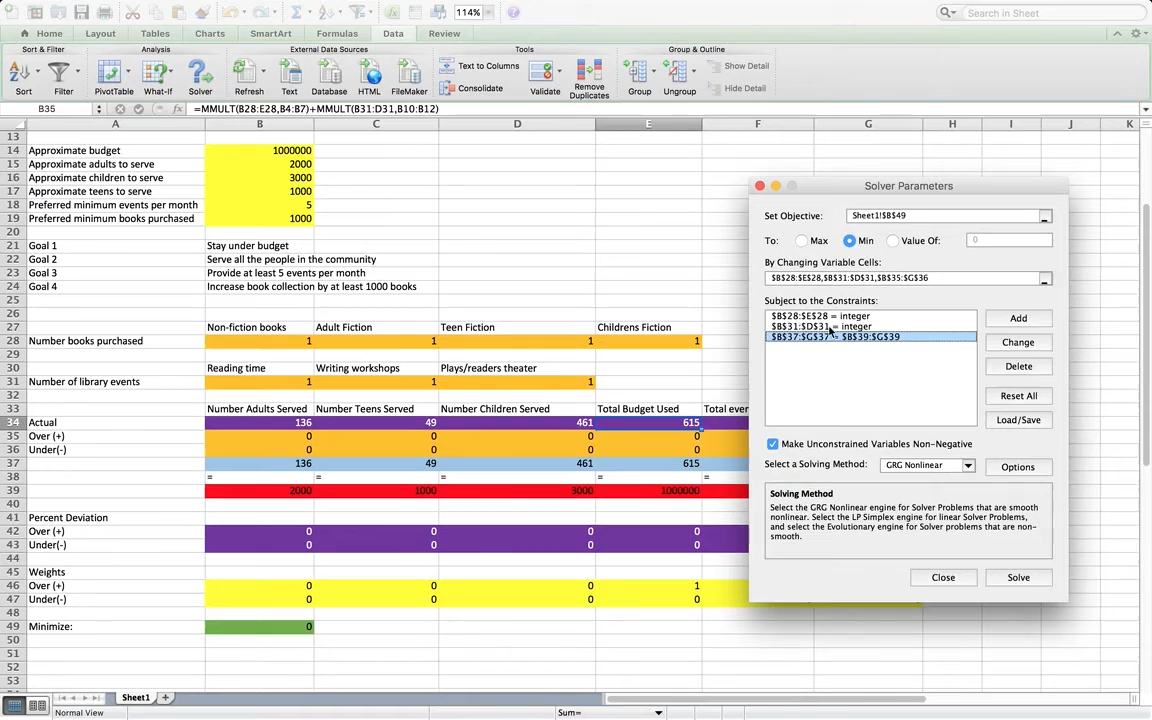 114%
Search in Sheet
Home Layout Tables Charts SmartArt Formulas Data Review
Sort & Filter Analysis External Data Sources Tools Group & Outline
Sort Filter PivotTable What-If Solver Refresh Text Database HTML FileMaker Text to Columns Consolidate Validate Remove Duplicates Group Ungroup Show Detail Hide Detail
B35 fx =MMULT(B28:E28,B4:B7)+MMULT(B31:D31,B10:B12)
A B C D E F G H I J K
13
14 Approximate budget 1000000
15 Approximate adults to serve 2000
16 Approximate children to serve 3000
17 Approximate teens to serve 1000
18 Preferred minimum events per month 5
19 Preferred minimum books purchased 1000
20
21 Goal 1 Stay under budget
22 Goal 2 Serve all the people in the community
23 Goal 3 Provide at least 5 events per month
24 Goal 4 Increase book collection by at least 1000 books
25
26
27 Non-fiction books Adult Fiction Teen Fiction Childrens Fiction
28 Number books purchased 1 1 1 1
29
30 Reading time Writing workshops Plays/readers theater
31 Number of library events 1 1 1
32
33 Number Adults Served Number Teens Served Number Children Served Total Budget Used Total ever
34 Actual 136 49 461 615
35 Over (+) 0 0 0 0
36 Under(-) 0 0 0 0
37 136 49 461 615
38 = = = = =
39 2000 1000 3000 1000000
40
41 Percent Deviation
42 Over (+) 0 0 0 0
43 Under(-) 0 0 0 0
44
45 Weights
46 Over (+) 0 0 0 1
47 Under(-) 0 0 0 0
48
49 Minimize: 0
50
51
52
53
Solver Parameters
Set Objective: Sheet1!$B$49
To: Max Min Value Of: 0
By Changing Variable Cells:
$B$28:$E$28,$B$31:$D$31,$B$35:$G$36
Subject to the Constraints:
$B$28:$E$28 = integer
$B$31:$D$31 = integer
$B$37:$G$37 = $B$39:$G$39
Add
Change
Delete
Reset All
Load/Save
Make Unconstrained Variables Non-Negative
Select a Solving Method: GRG Nonlinear Options
Solving Method
Select the GRG Nonlinear engine for Solver Problems that are smooth
nonlinear. Select the LP Simplex engine for linear Solver Problems,
and select the Evolutionary engine for Solver problems that are non-
smooth.
Close Solve
Sheet1
Normal View Sum=